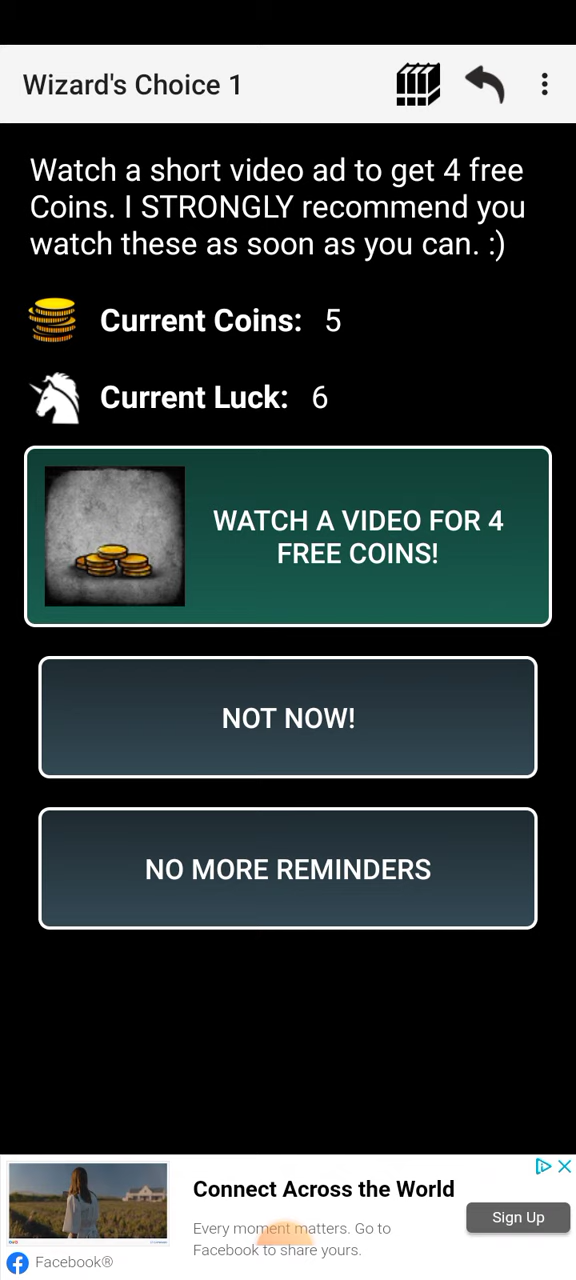 Wizard's Choice 1
Watch a short video ad to get 4 free
Coins. I STRONGLY recommend you
watch these as soon as you can. :)
Current Coins: 5
Current Luck: 6
WATCH A VIDEO FOR 4
FREE COINS!
NOT NOW!
NO MORE REMINDERS
Connect Across the World
Every moment matters. Go to
Facebook to share yours.
Sign Up
Facebook®